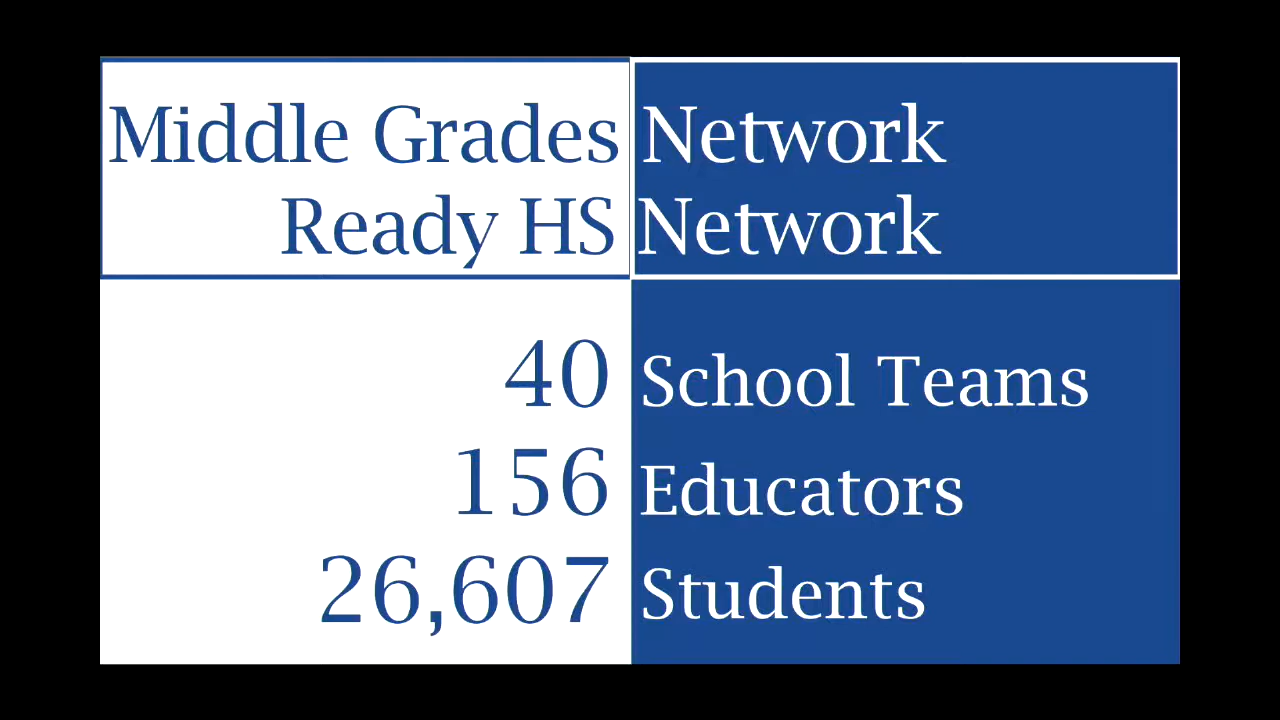 Middle Grades Network
Ready HS Network
40 School Teams
156 Educators
26,607 Students